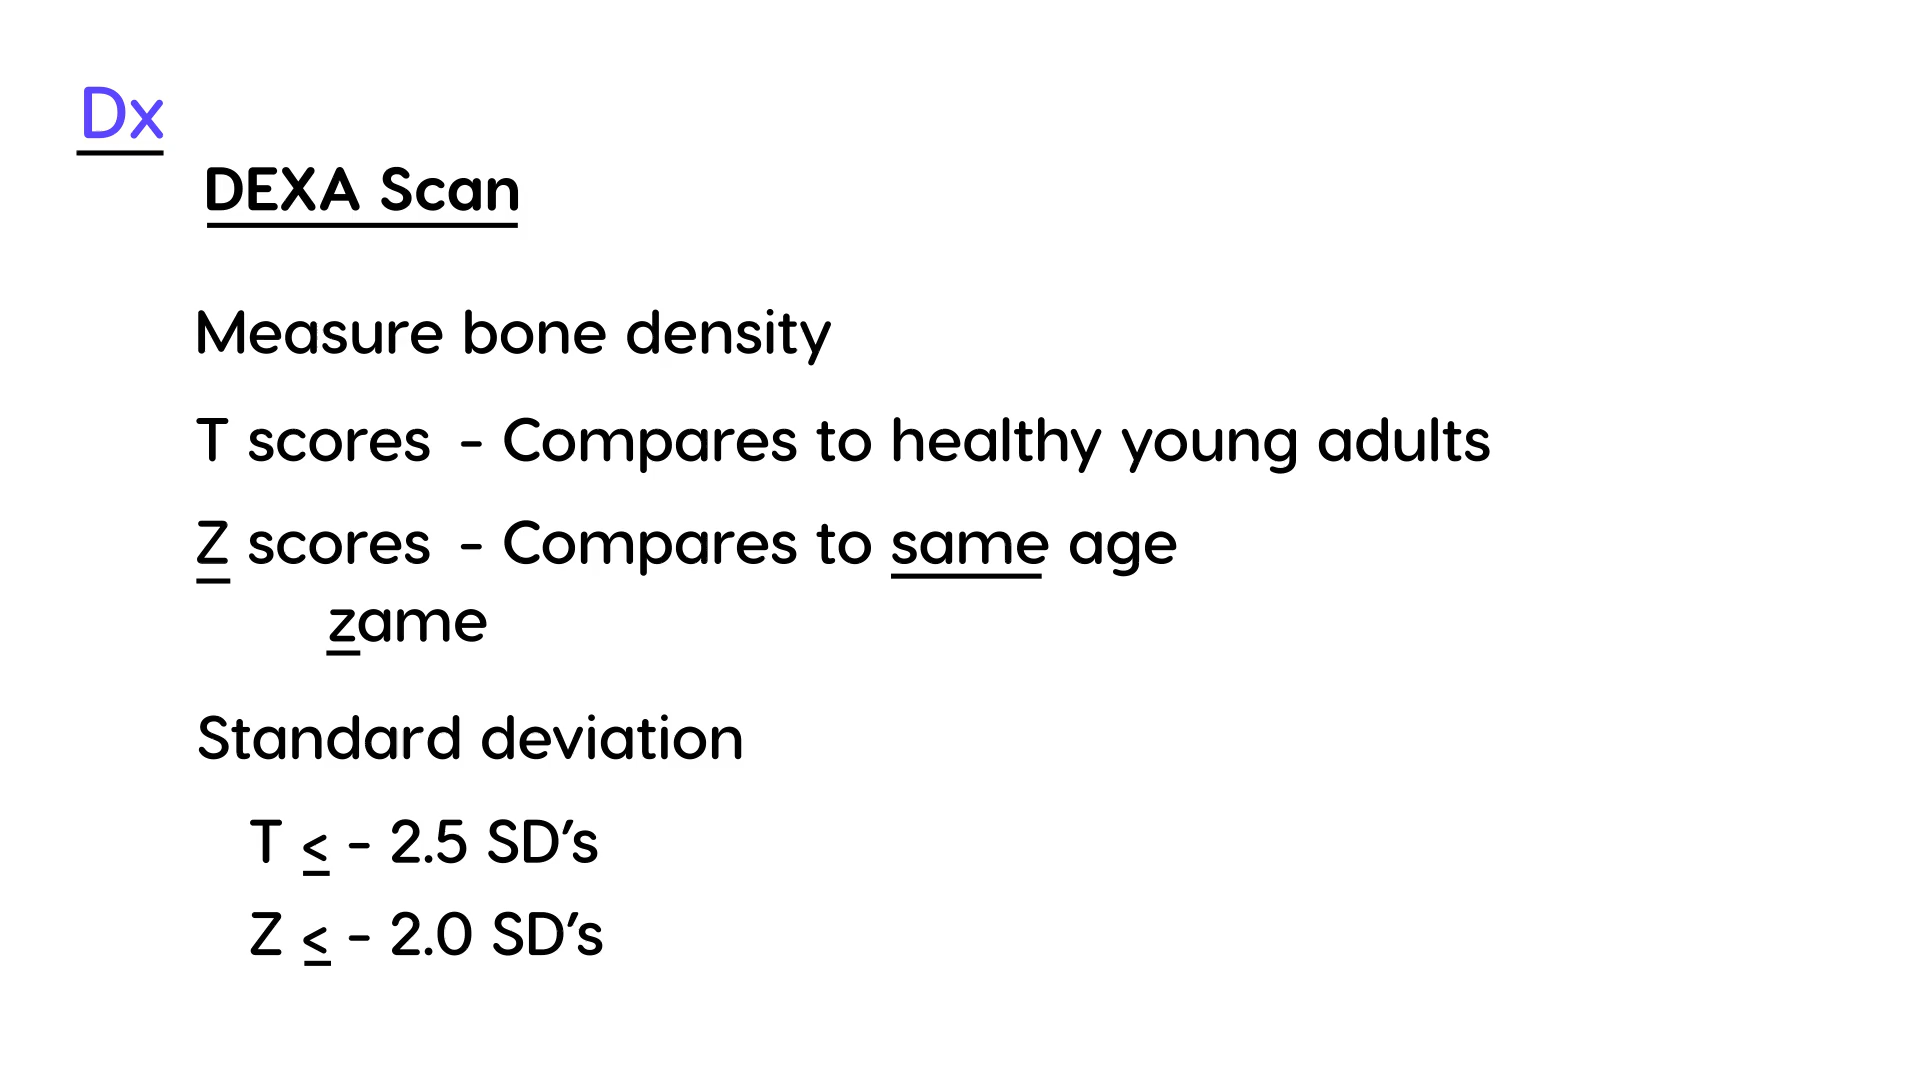 Dx
DEXA Scan
Measure bone density
T scores - Compares to healthy young adults
Z scores - Compares to same age
zame
Standard deviation
T ≤ - 2.5 SD’s
Z ≤ - 2.0 SD’s